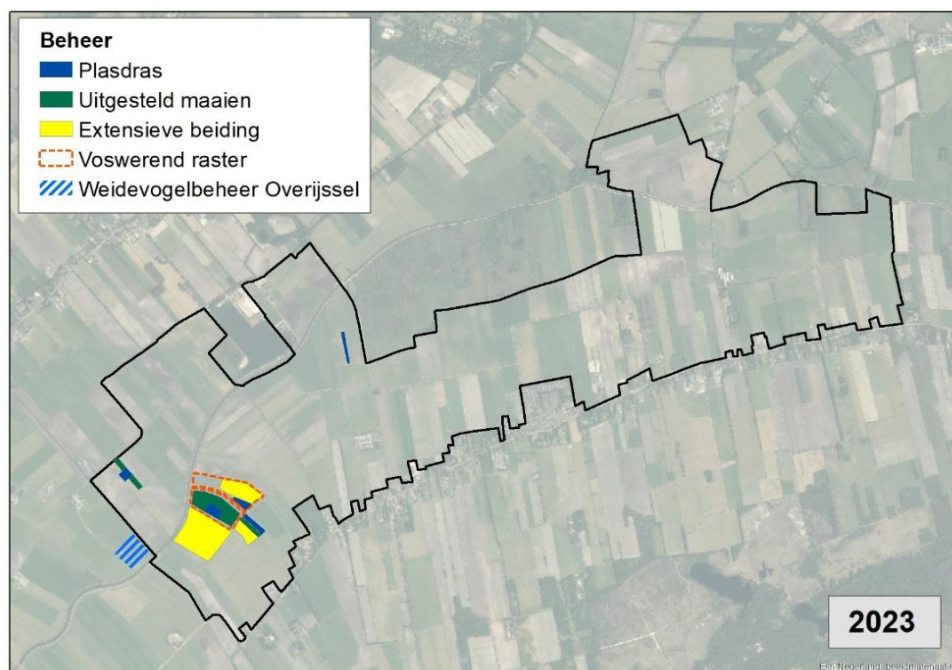 Beheer
Plasdras
Uitgesteld maaien
Extensieve beiding
Voswerend raster
Weidevogelbeheer Overijssel
2023